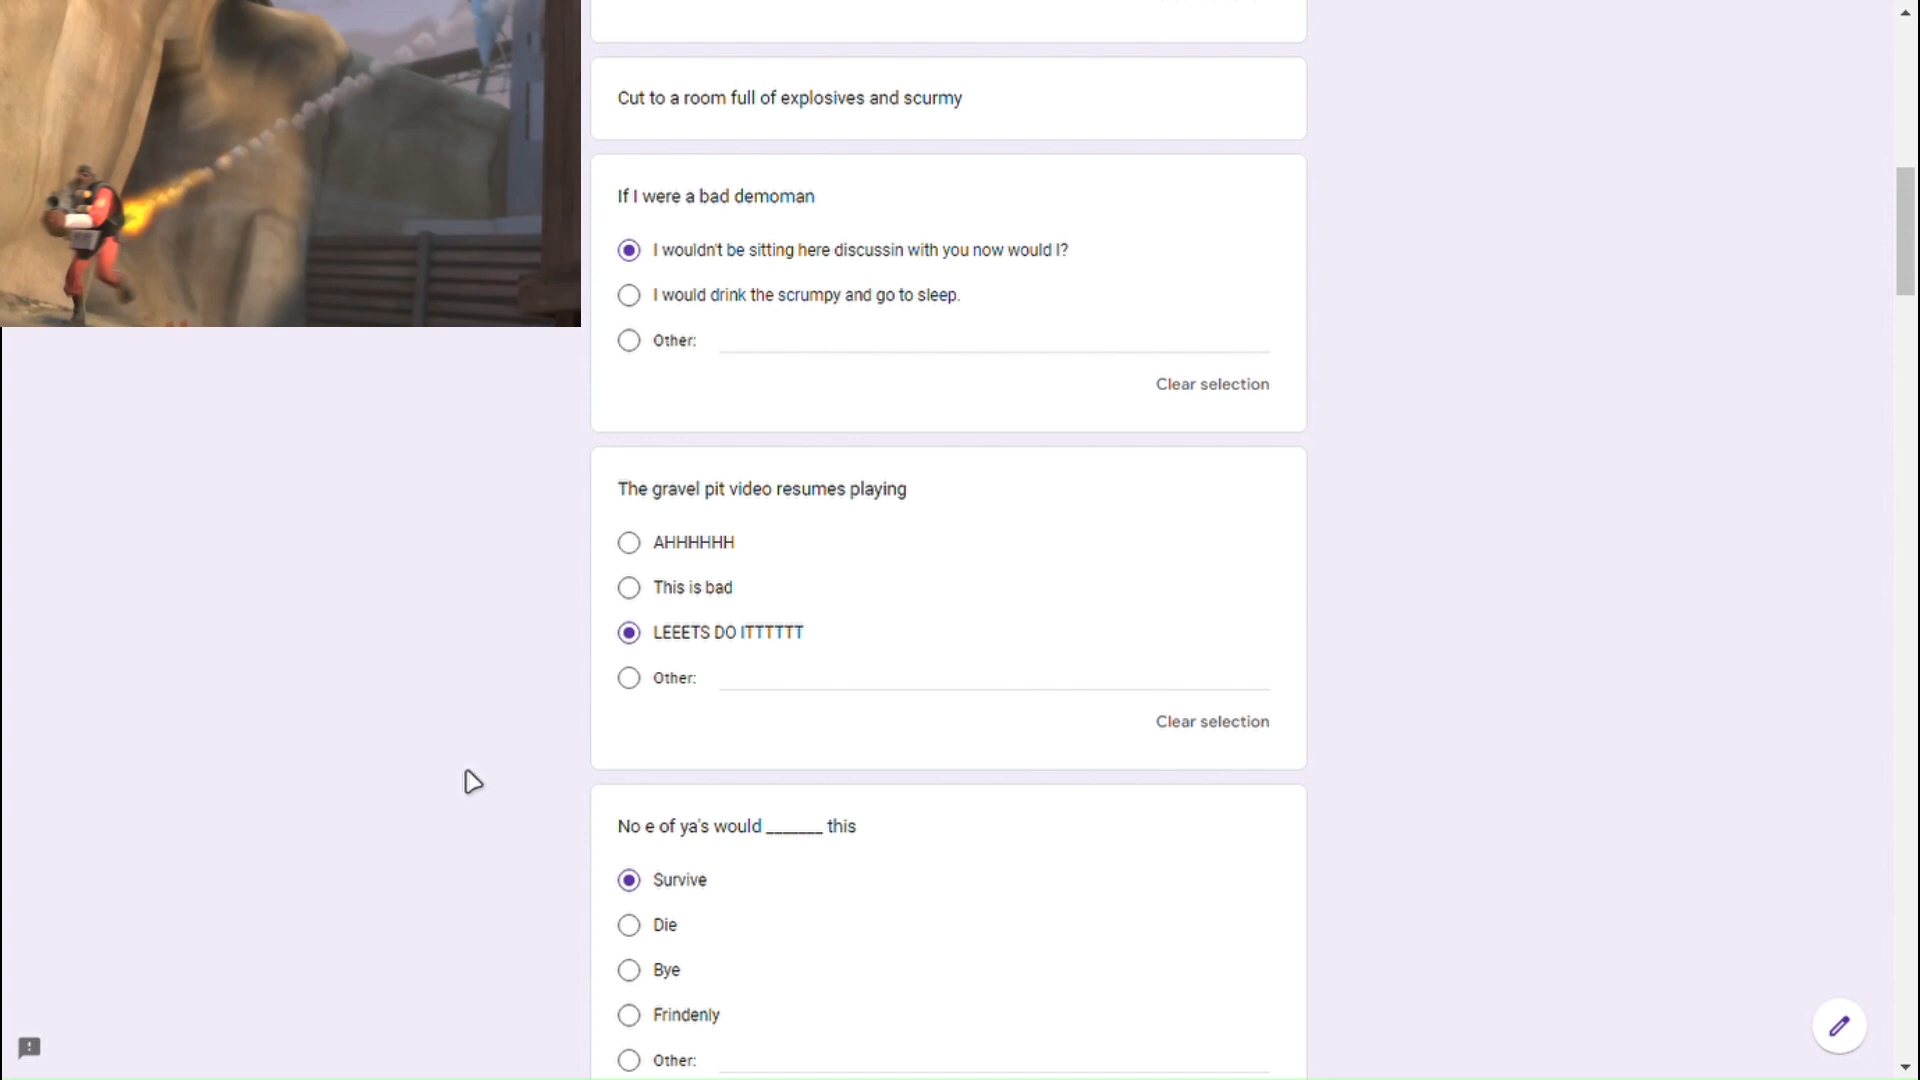 Cut to a room full of explosives and scurmy
If I were a bad demoman
I wouldn't be sitting here discussin with you now would I?
I would drink the scrumpy and go to sleep.
Other:
Clear selection
The gravel pit video resumes playing
AHHHHHH
This is bad
LEEETS DO ITTTTTT
Other:
Clear selection
No e of ya's would _______ this
Survive
Die
Bye
Frindenly
Other: